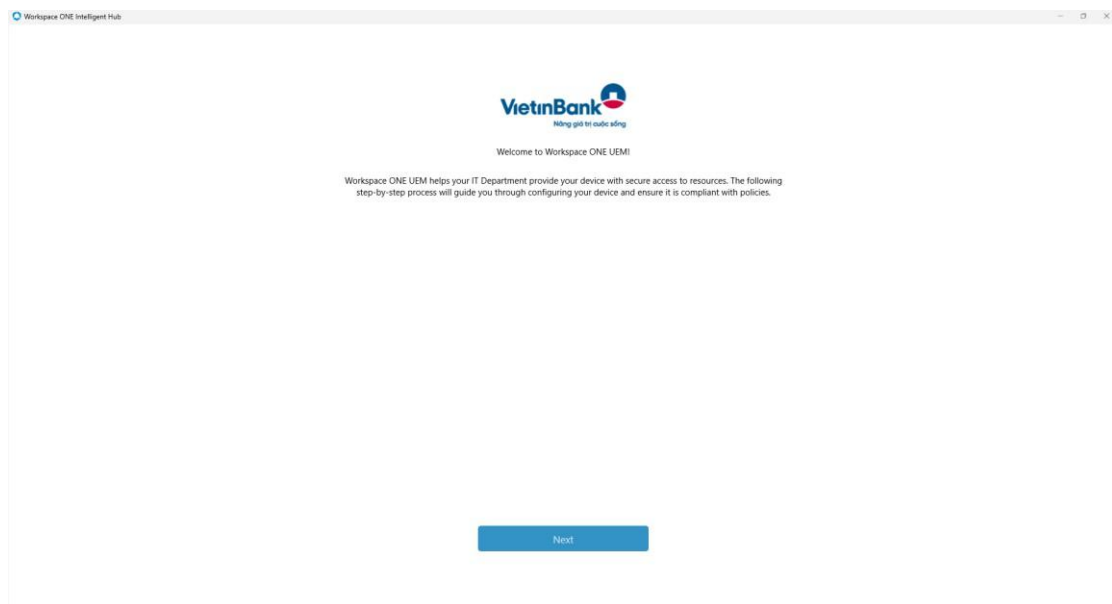 Workspace ONE Intelligent Hub
VietinBank
Nâng giá trị cuộc sống
Welcome to Workspace ONE UEM!
Workspace ONE UEM helps your IT Department provide your device with secure access to resources. The following
step-by-step process will guide you through configuring your device and ensure it is compliant with policies.
Next